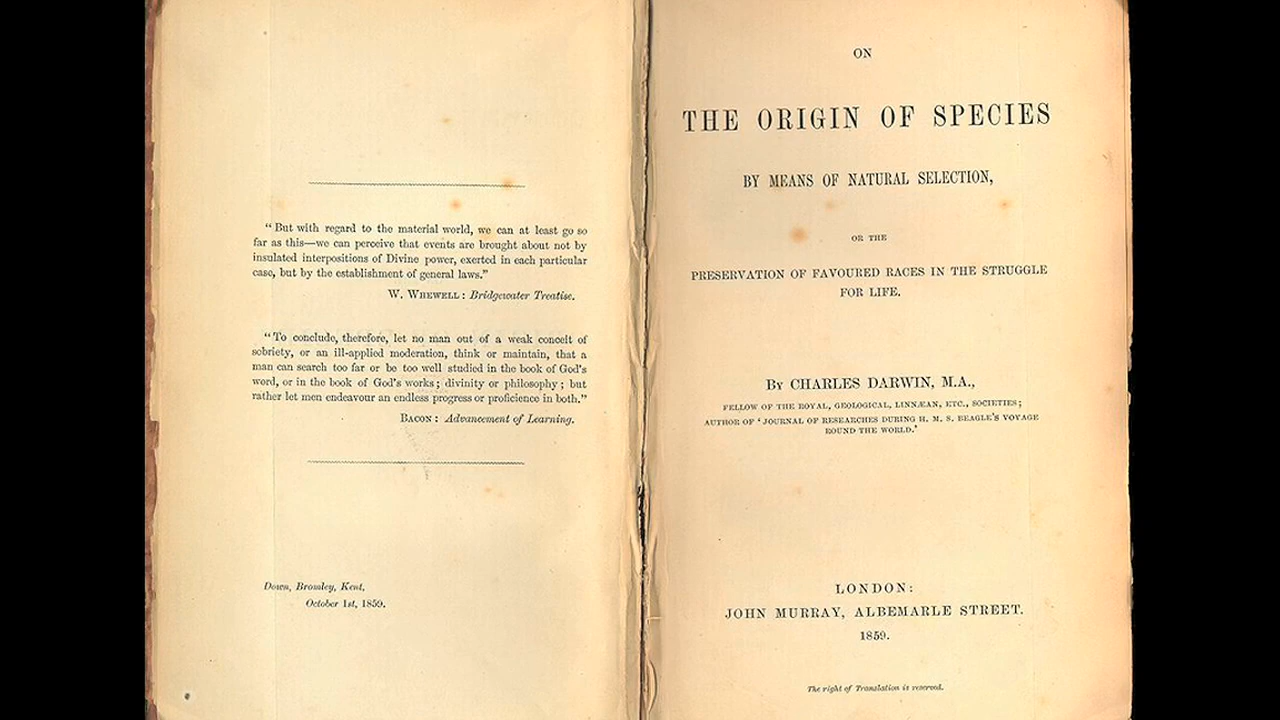 "But with regard to the material world, we can at least go so
far as this—we can perceive that events are brought about not by
insulated interpositions of Divine power, exerted in each particular
case, but by the establishment of general laws."
W. WHEWELL: Bridgewater Treatise.
"To conclude, therefore, let no man out of a weak conceit of
sobriety, or an ill-applied moderation, think or maintain, that a
man can search too far or be too well studied in the book of God's
word, or in the book of God's works; divinity or philosophy; but
rather let men endeavour an endless progress or proficience in both."
BACON: Advancement of Learning.
Down, Bromley, Kent,
October 1st, 1859.
ON
THE ORIGIN OF SPECIES
BY MEANS OF NATURAL SELECTION,
OR THE
PRESERVATION OF FAVOURED RACES IN THE STRUGGLE
FOR LIFE.
BY CHARLES DARWIN, M.A.,
FELLOW OF THE ROYAL, GEOLOGICAL, LINNÆAN, ETC., SOCIETIES;
AUTHOR OF 'JOURNAL OF RESEARCHES DURING H. M. S. BEAGLE'S VOYAGE
ROUND THE WORLD.'
LONDON:
JOHN MURRAY, ALBEMARLE STREET.
1859.
The right of Translation is reserved.